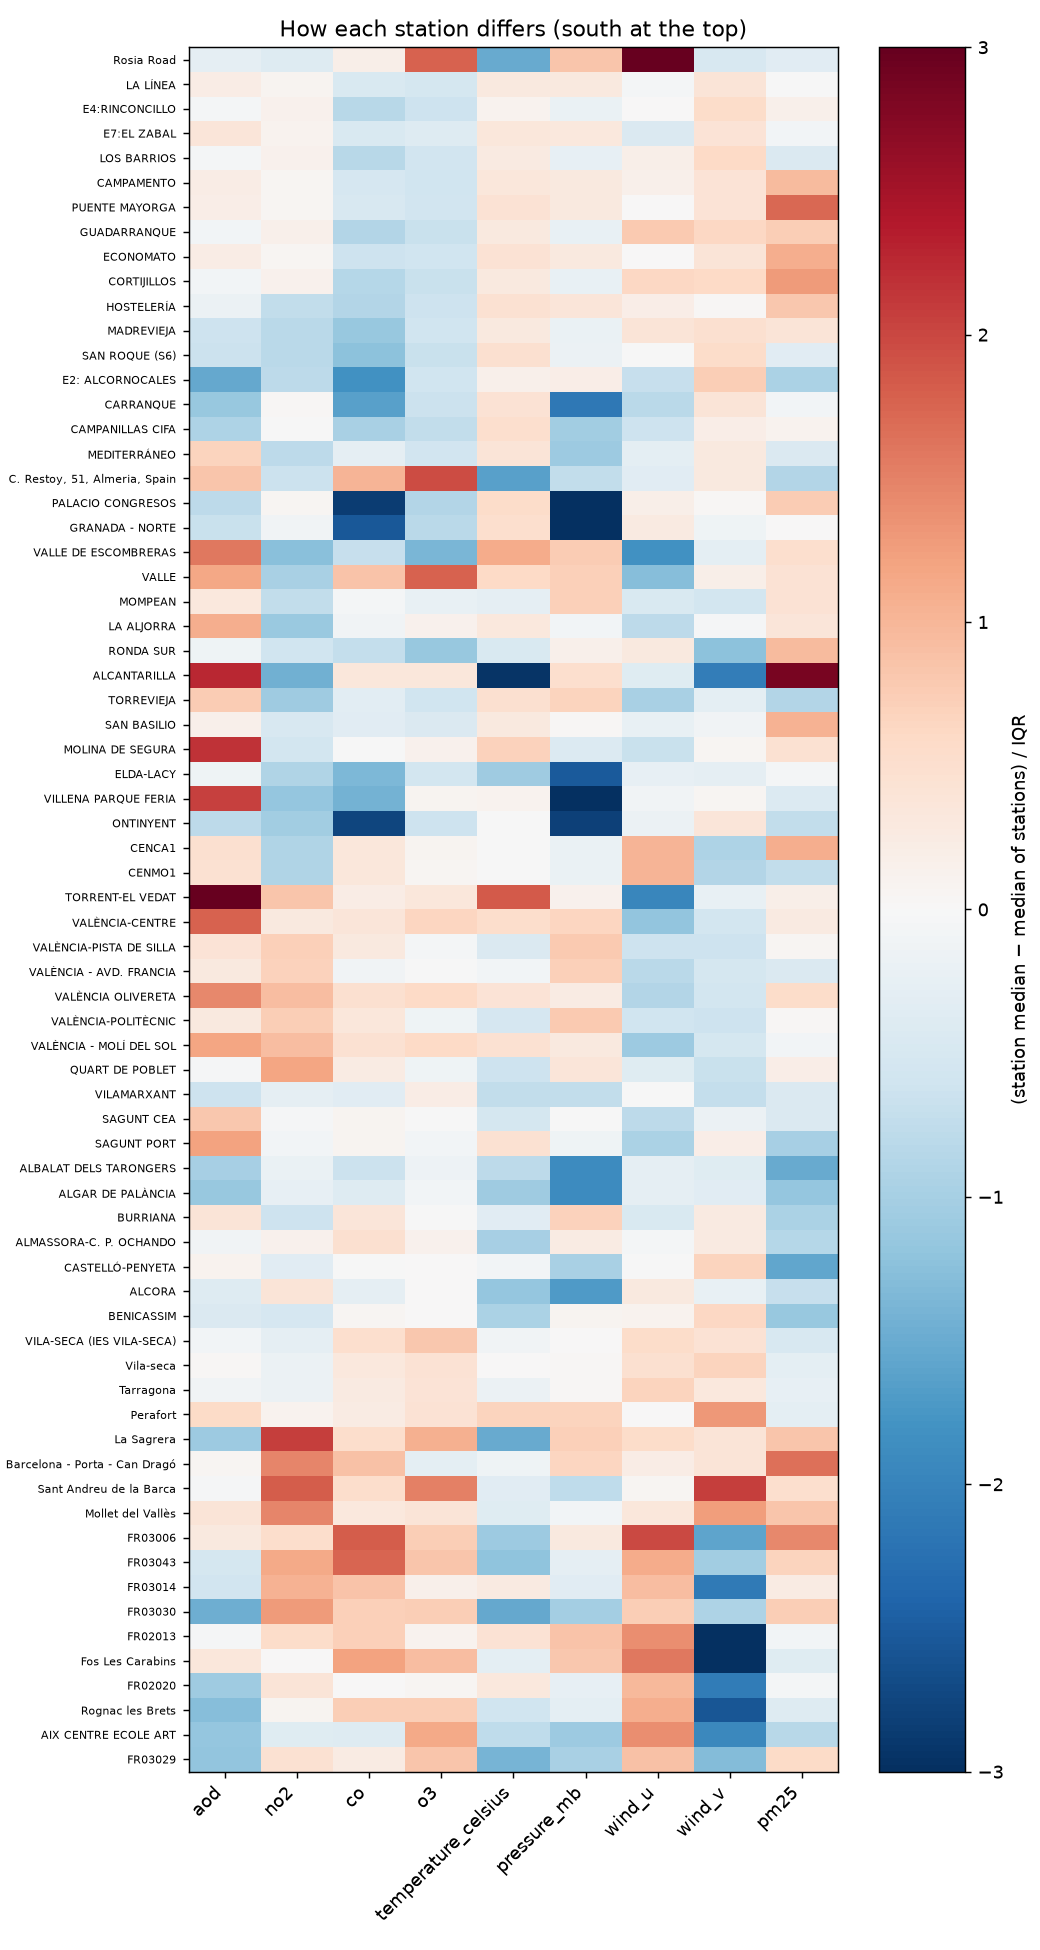 How each station differs (south at the top)
Rosia Road
LA LÍNEA
E4:RINCONCILLO
E7:EL ZABAL
LOS BARRIOS
CAMPAMENTO
PUENTE MAYORGA
GUADARRANQUE
ECONOMATO
CORTIJILLOS
HOSTELERÍA
MADREVIEJA
SAN ROQUE (S6)
E2: ALCORNOCALES
CARRANQUE
CAMPANILLAS CIFA
MEDITERRÁNEO
C. Restoy, 51, Almeria, Spain
PALACIO CONGRESOS
GRANADA - NORTE
VALLE DE ESCOMBRERAS
VALLE
MOMPEAN
LA ALJORRA
RONDA SUR
ALCANTARILLA
TORREVIEJA
SAN BASILIO
MOLINA DE SEGURA
ELDA-LACY
VILLENA PARQUE FERIA
ONTINYENT
CENCA1
CENMO1
TORRENT-EL VEDAT
VALÈNCIA-CENTRE
VALÈNCIA-PISTA DE SILLA
VALÈNCIA - AVD. FRANCIA
VALÈNCIA OLIVERETA
VALÈNCIA-POLITÈCNIC
VALÈNCIA - MOLÍ DEL SOL
QUART DE POBLET
VILAMARXANT
SAGUNT CEA
SAGUNT PORT
ALBALAT DELS TARONGERS
ALGAR DE PALÀNCIA
BURRIANA
ALMASSORA-C. P. OCHANDO
CASTELLÓ-PENYETA
ALCORA
BENICASSIM
VILA-SECA (IES VILA-SECA)
Vila-seca
Tarragona
Perafort
La Sagrera
Barcelona - Porta - Can Dragó
Sant Andreu de la Barca
Mollet del Vallès
FR03006
FR03043
FR03014
FR03030
FR02013
Fos Les Carabins
FR02020
Rognac les Brets
AIX CENTRE ECOLE ART
FR03029
aod
no2
co
o3
temperature_celsius
pressure_mb
wind_u
wind_v
pm25
3
2
1
0
−1
−2
−3
(station median − median of stations) / IQR